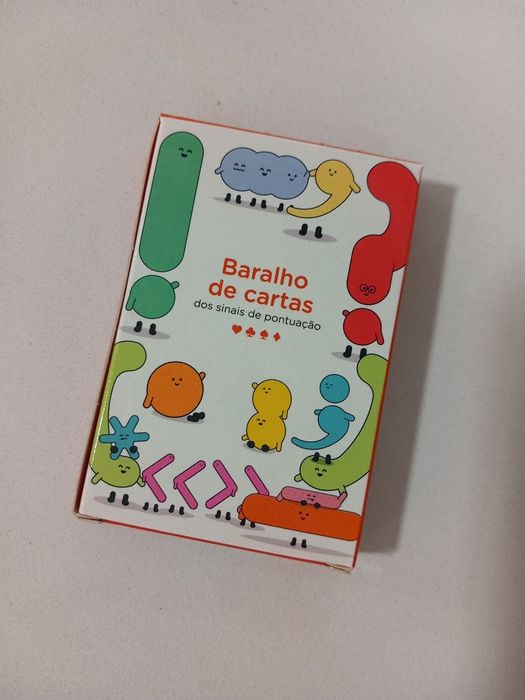 Baralho
de cartas
dos sinais de pontuação